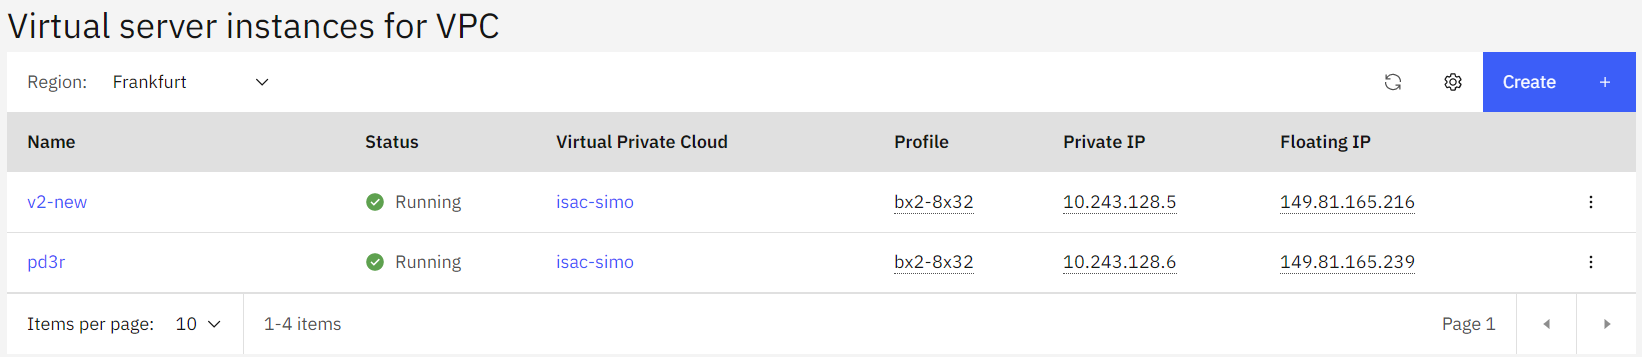 Virtual server instances for VPC
Region: Frankfurt Create +
Name Status Virtual Private Cloud Profile Private IP Floating IP
v2-new Running isac-simo bx2-8x32 10.243.128.5 149.81.165.216
pd3r Running isac-simo bx2-8x32 10.243.128.6 149.81.165.239
Items per page: 10 1-4 items Page 1